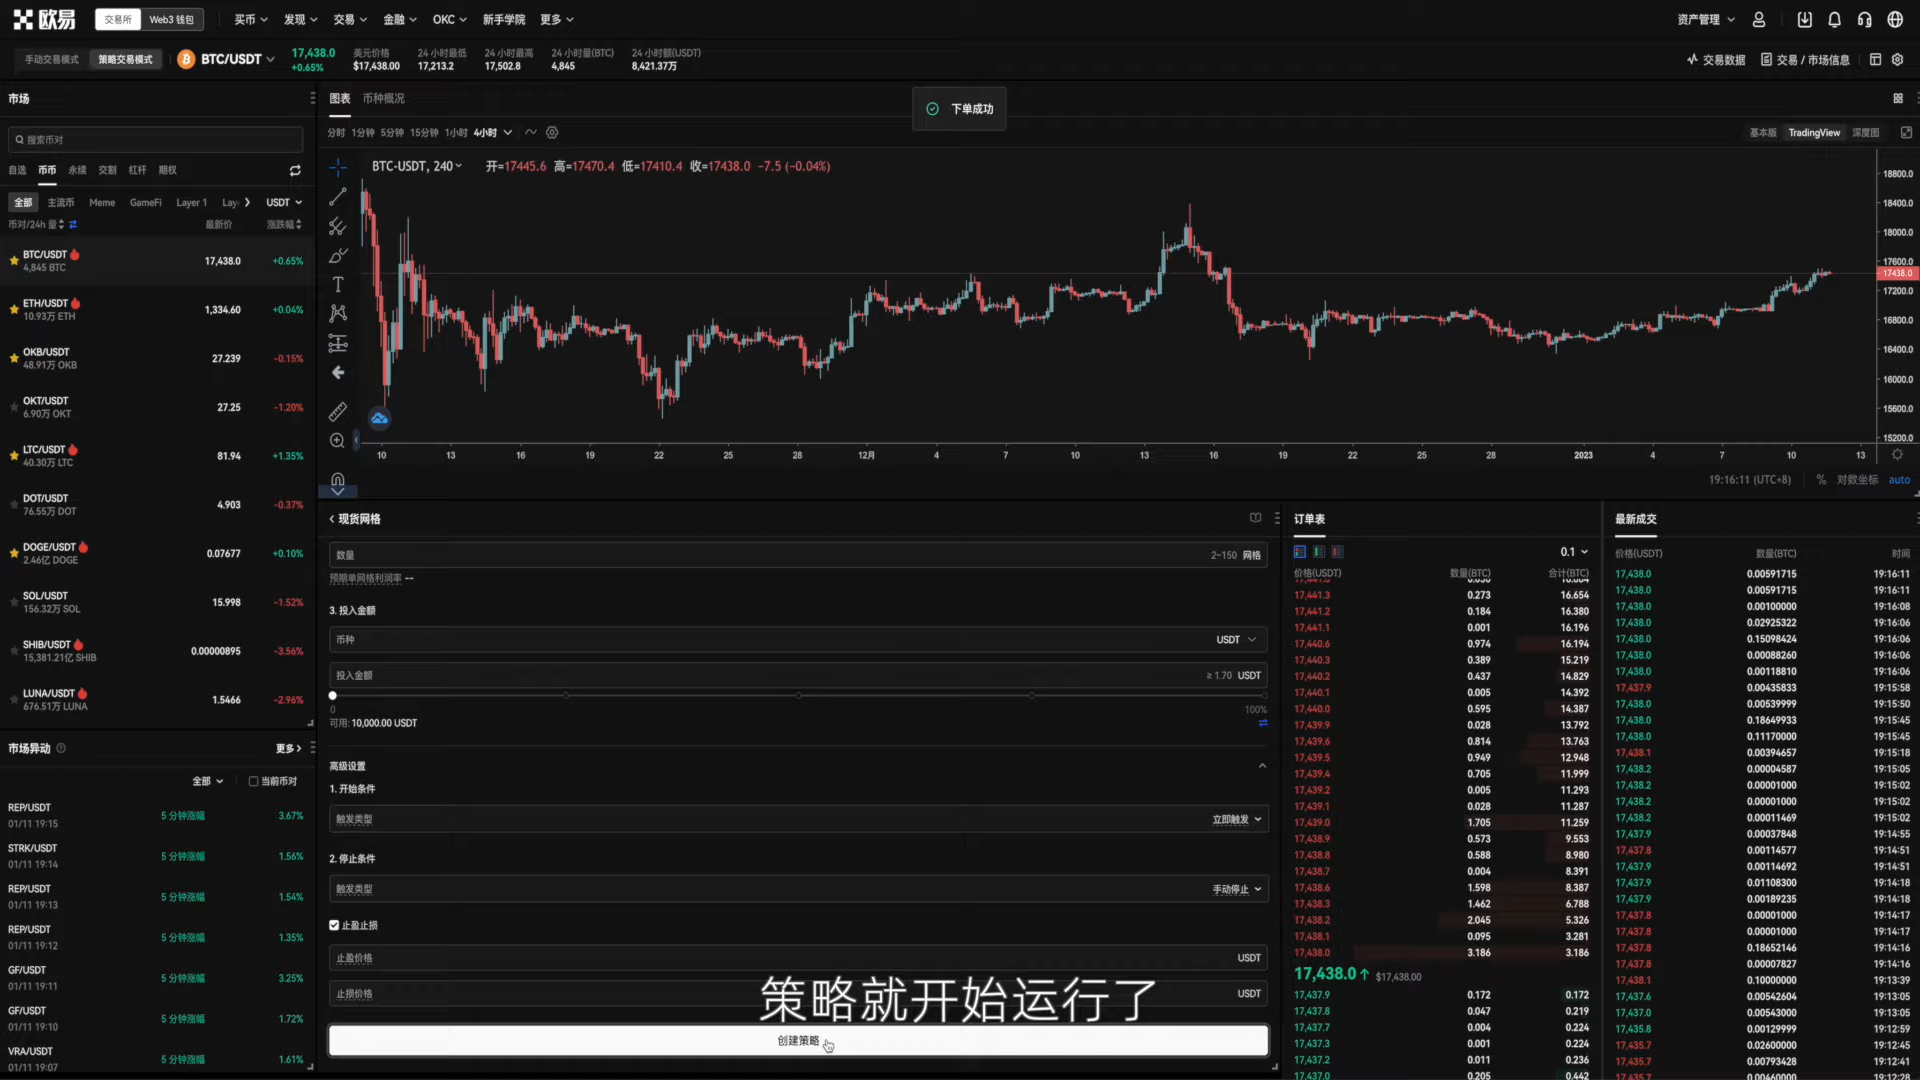 欧易
交易所
Web3 钱包
买币
发现
交易
金融
OKC
新手学院
更多
资产管理
手动交易模式
策略交易模式
BTC/USDT
17,438.0
+0.65%
美元价格
$17,438.00
24 小时最低
17,213.2
24 小时最高
17,502.8
24 小时量(BTC)
4,845
24 小时额(USDT)
8,421.37万
交易数据
交易 / 市场信息
市场
搜索币对
自选 币币 永续 交割 杠杆 期权
全部 主流币 Meme GameFi Layer 1 Lay USDT
币对/24h 量 最新价 涨跌幅
BTC/USDT 17,438.0 +0.65%
4,845 BTC
ETH/USDT 1,334.60 +0.04%
10.93万 ETH
OKB/USDT 27.239 -0.15%
48.91万 OKB
OKT/USDT 27.25 -1.20%
6.90万 OKT
LTC/USDT 81.94 +1.35%
40.30万 LTC
DOT/USDT 4.903 -0.37%
76.55万 DOT
DOGE/USDT 0.07677 +0.10%
2.46亿 DOGE
SOL/USDT 15.998 -1.52%
156.32万 SOL
SHIB/USDT 0.00000895 -3.56%
15,381.21亿 SHIB
LUNA/USDT 1.5466 -2.96%
676.51万 LUNA
市场异动 更多
全部 当前币对
REP/USDT 5 分钟涨幅 3.67%
01/11 19:15
STRK/USDT 5 分钟涨幅 1.56%
01/11 19:14
REP/USDT 5 分钟涨幅 1.54%
01/11 19:13
REP/USDT 5 分钟涨幅 1.35%
01/11 19:12
GF/USDT 5 分钟涨幅 3.25%
01/11 19:11
GF/USDT 5 分钟涨幅 1.72%
01/11 19:10
VRA/USDT 5 分钟涨幅 1.61%
01/11 19:07
图表 币种概况
下单成功
分时 1分钟 5分钟 15分钟 1小时 4小时
基本版 TradingView 深度图
BTC-USDT, 240 开=17445.6 高=17470.4 低=17410.4 收=17438.0 −7.5 (−0.04%)
18800.0
18400.0
18000.0
17600.0
17438.0
17200.0
16800.0
16400.0
16000.0
15600.0
15200.0
10 13 16 19 22 25 28 12月 4 7 10 13 16 19 22 25 28 2023 4 7 10 13
19:16:11 (UTC+8) % 对数坐标 auto
现货网格
数量 2-150 网格
预期单网格利润率 --
3. 投入金额
币种 USDT
投入金额 ≥ 1.70 USDT
0 100%
可用: 10,000.00 USDT
高级设置
1. 开始条件
触发类型 立即触发
2. 停止条件
触发类型 手动停止
止盈止损
止盈价格 USDT
止损价格 USDT
策略就开始运行了
创建策略
订单表
0.1
价格(USDT) 数量(BTC) 合计(BTC)
17,441.3 0.273 16.654
17,441.2 0.184 16.380
17,441.1 0.001 16.196
17,440.6 0.974 16.194
17,440.3 0.389 15.219
17,440.2 0.437 14.829
17,440.1 0.005 14.392
17,440.0 0.595 14.387
17,439.9 0.028 13.792
17,439.6 0.814 13.763
17,439.5 0.949 12.948
17,439.4 0.705 11.999
17,439.2 0.005 11.293
17,439.1 0.028 11.287
17,439.0 1.705 11.259
17,438.9 0.573 9.553
17,438.8 0.588 8.980
17,438.7 0.004 8.391
17,438.6 1.598 8.387
17,438.3 1.462 6.788
17,438.2 2.045 5.326
17,438.1 0.095 3.281
17,438.0 3.186 3.186
17,438.0↑ $17,438.00
17,437.9 0.172 0.172
17,437.8 0.047 0.219
17,437.7 0.004 0.224
17,437.3 0.001 0.224
17,437.2 0.011 0.236
17,437.0 0.205 0.442
最新成交
价格(USDT) 数量(BTC) 时间
17,438.0 0.00591715 19:16:11
17,438.0 0.00591715 19:16:11
17,438.0 0.00100000 19:16:08
17,438.0 0.02925322 19:16:06
17,438.0 0.15098424 19:16:06
17,438.0 0.00088260 19:16:06
17,438.0 0.00118810 19:16:06
17,437.9 0.00435833 19:15:58
17,438.0 0.00539999 19:15:50
17,438.0 0.18649933 19:15:45
17,438.0 0.11170000 19:15:45
17,438.1 0.00394657 19:15:18
17,438.2 0.00004587 19:15:05
17,438.2 0.00001000 19:15:02
17,438.2 0.00001000 19:15:02
17,438.2 0.00011469 19:15:02
17,437.9 0.00037848 19:14:55
17,437.8 0.00114577 19:14:51
17,437.9 0.00114692 19:14:51
17,437.9 0.01108300 19:14:18
17,437.9 0.00189235 19:14:18
17,437.8 0.00001000 19:14:17
17,437.8 0.00001000 19:14:17
17,437.8 0.18652146 19:14:16
17,437.8 0.00007827 19:14:16
17,438.1 0.10000000 19:13:39
17,437.6 0.00542604 19:13:05
17,437.0 0.00543000 19:13:05
17,435.8 0.00129999 19:12:59
17,435.7 0.02600000 19:12:45
17,435.7 0.00793428 19:12:41
17,435.7 0.00460000 19:12:28